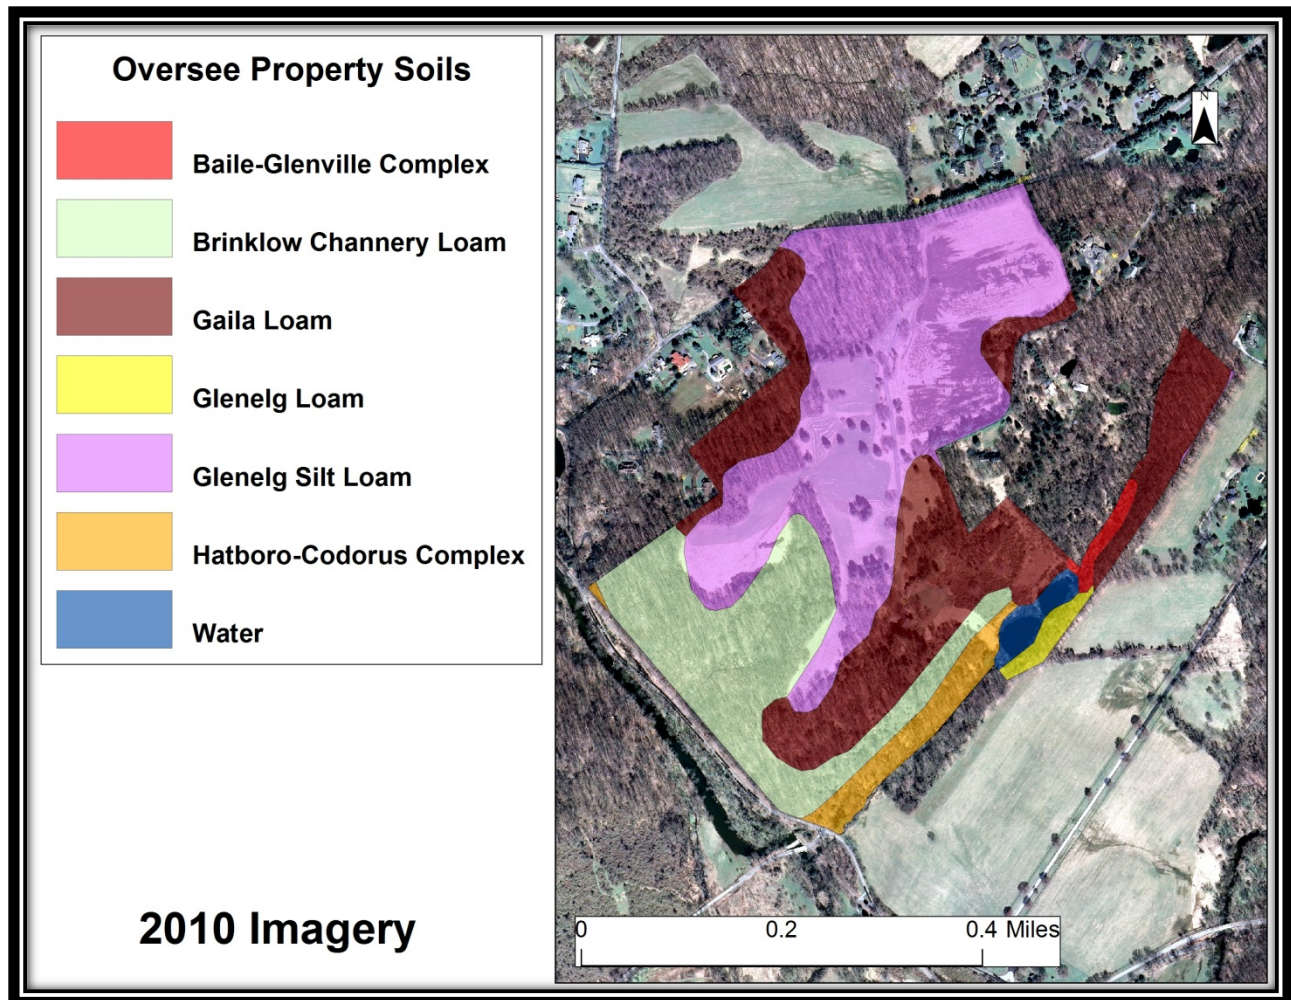 Oversee Property Soils
Baile-Glenville Complex
Brinklow Channery Loam
Gaila Loam
Glenelg Loam
Glenelg Silt Loam
Hatboro-Codorus Complex
Water
2010 Imagery
N
0 0.2 0.4 Miles